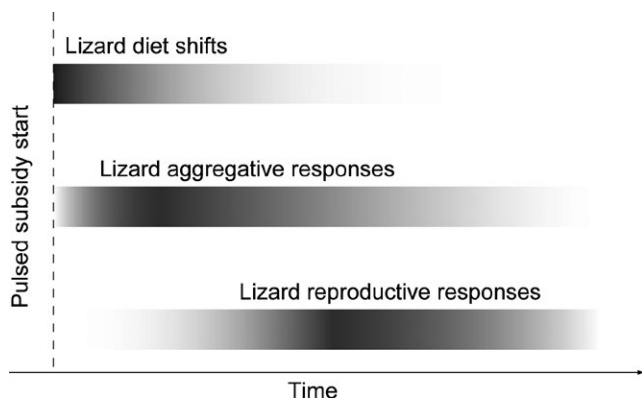 Lizard diet shifts
Pulsed subsidy start
Lizard aggregative responses
Lizard reproductive responses
Time